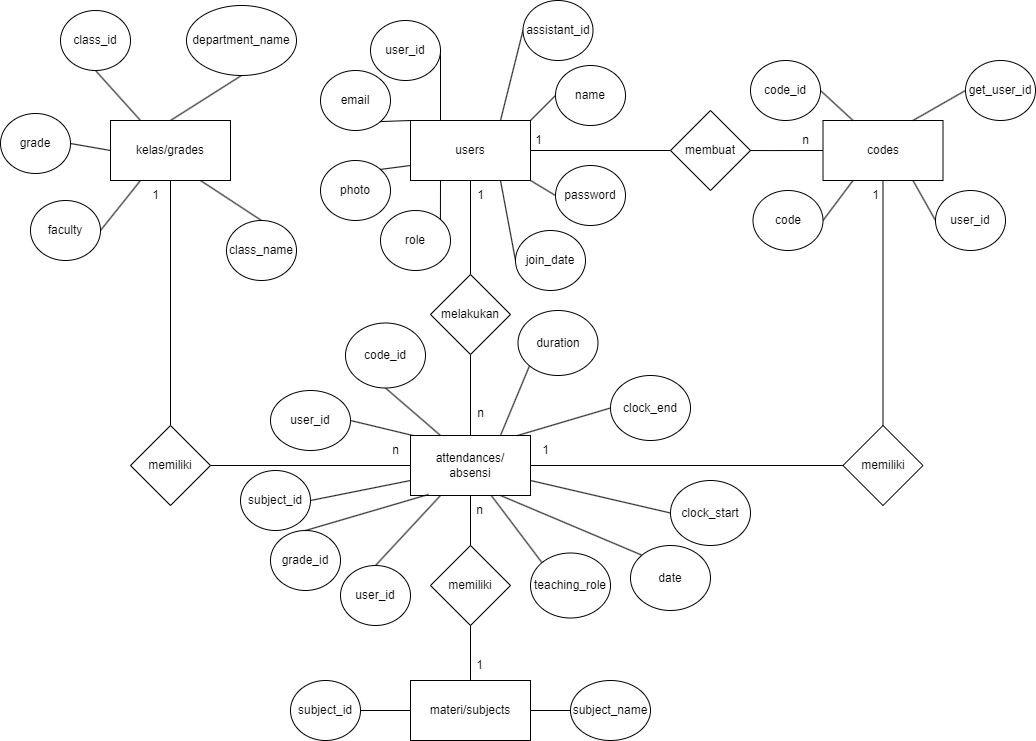 class_id
department_name
grade
kelas/grades
faculty
class_name
1
user_id
assistant_id
email
name
users
photo
password
role
join_date
1
1
membuat
n
code_id
get_user_id
codes
code
user_id
1
melakukan
n
code_id
duration
user_id
clock_end
memiliki
n
attendances/
absensi
1
memiliki
subject_id
clock_start
grade_id
user_id
n
teaching_role
date
memiliki
1
subject_id
materi/subjects
subject_name